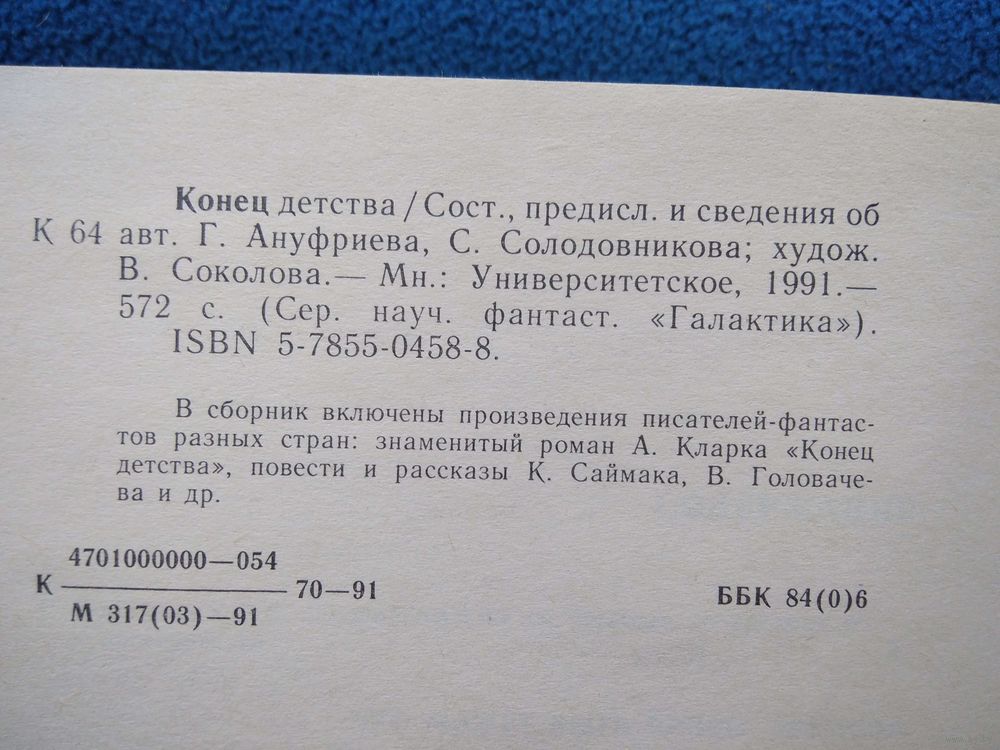 Конец детства / Сост., предисл. и сведения об
К 64 авт. Г. Ануфриева, С. Солодовникова; худож.
В. Соколова.— Мн.: Университетское, 1991.—
572 с. (Сер. науч. фантаст. «Галактика»).
ISBN 5-7855-0458-8.
В сборник включены произведения писателей-фантас-
тов разных стран: знаменитый роман А. Кларка «Конец
детства», повести и рассказы К. Саймака, В. Головаче-
ва и др.
4701000000—054
К 70—91
М 317(03)—91
ББК 84(0)6